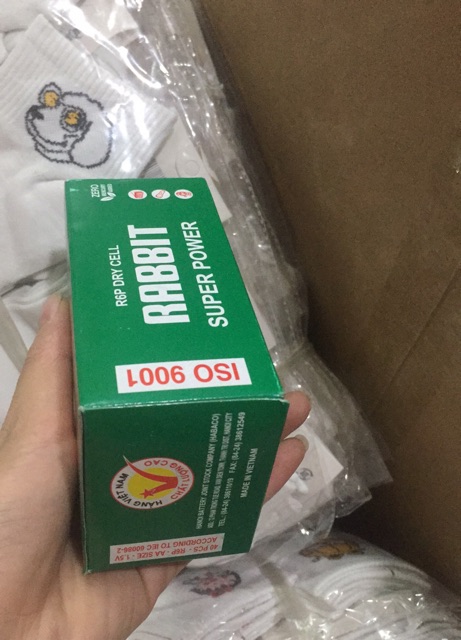 ZERO
R6P DRY CELL
RABBIT
SUPER POWER
ISO 9001
HÀNG VIỆT NAM
CHẤT LƯỢNG CAO
HANOI BATTERY JOINT STOCK COMPANY (HABACO)
MADE IN VIETNAM
40 PCS - R6P - AA SIZE - 1.5V
ACCORDING TO IEC 60086-2